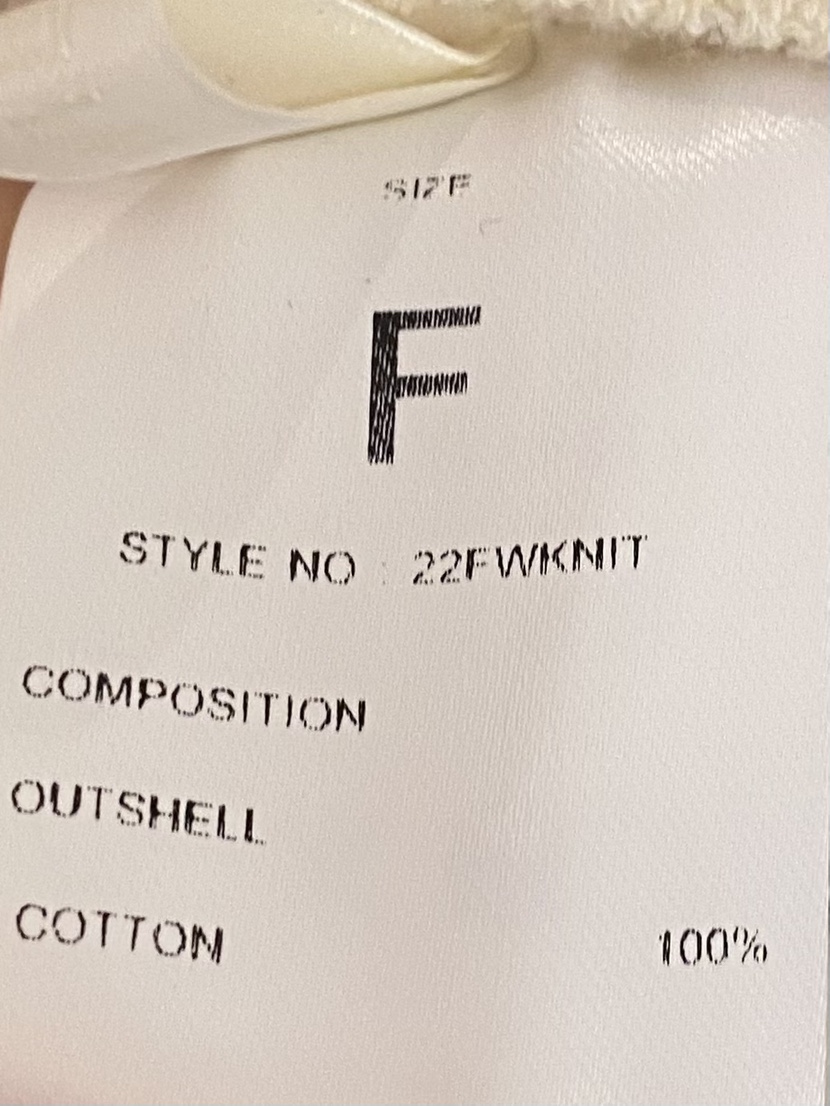 SIZE
F
STYLE NO : 22FWKNIT
COMPOSITION
OUTSHELL
COTTON 100%